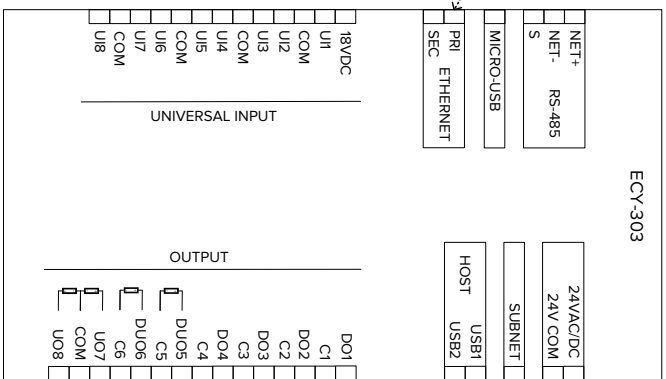 UI8
COM
UI7
UI6
COM
UI5
UI4
COM
UI3
UI2
COM
UI1
18VDC
SEC
PRI
ETHERNET
MICRO-USB
S
NET-
NET+
RS-485
UNIVERSAL INPUT
ECY-303
OUTPUT
UO8
COM
UO7
C6
DUO6
C5
DUO5
C4
DO4
C3
DO3
C2
DO2
C1
DO1
HOST
USB2
USB1
SUBNET
24V COM
24VAC/DC